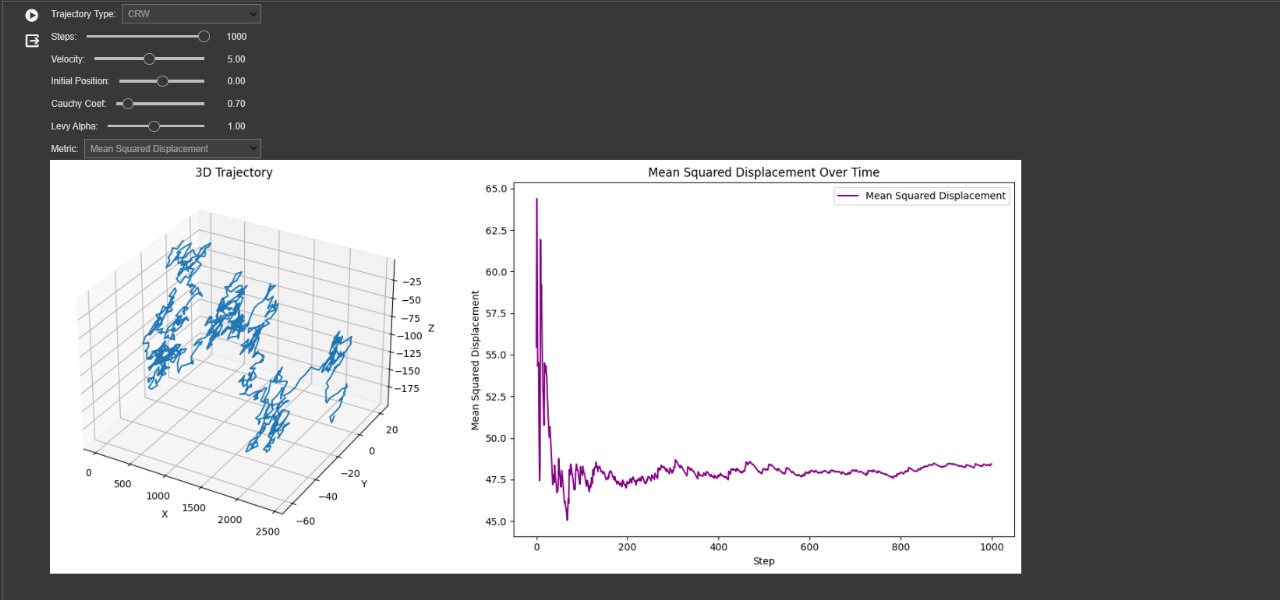 Trajectory Type: CRW
Steps: 1000
Velocity: 5.00
Initial Position: 0.00
Cauchy Coef: 0.70
Levy Alpha: 1.00
Metric: Mean Squared Displacement
3D Trajectory
−25
−50
−75
−100
−125
−150
−175
Z
20
0
−20
−40
−60
Y
0
500
1000
1500
2000
2500
X
Mean Squared Displacement Over Time
Mean Squared Displacement
65.0
62.5
60.0
57.5
55.0
52.5
50.0
47.5
45.0
Mean Squared Displacement
0 200 400 600 800 1000
Step